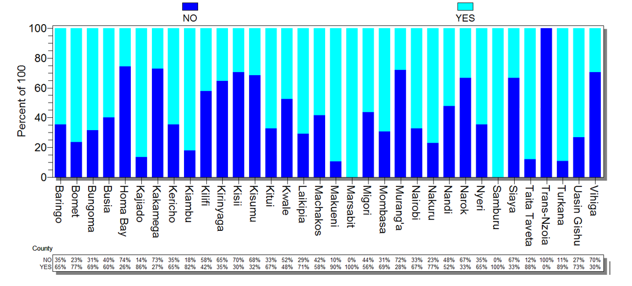 NO YES
100
80
60
40
20
0
Percent of 100
Baringo
Bomet
Bungoma
Busia
Homa Bay
Kajiado
Kakamega
Kericho
Kiambu
Kilifi
Kirinyaga
Kisii
Kisumu
Kitui
Kwale
Laikipia
Machakos
Makueni
Marsabit
Migori
Mombasa
Murang'a
Nairobi
Nakuru
Nandi
Narok
Nyeri
Samburu
Siaya
Taita Taveta
Trans-Nzoia
Turkana
Uasin Gishu
Vihiga
County
NO 35% 23% 31% 40% 74% 14% 73% 35% 18% 58% 65% 70% 68% 33% 52% 29% 42% 10% 0% 44% 31% 72% 33% 23% 48% 67% 35% 0% 67% 12% 100% 11% 27% 70%
YES 65% 77% 69% 60% 26% 86% 27% 65% 82% 42% 35% 30% 32% 67% 48% 71% 58% 90% 100% 56% 69% 28% 67% 77% 52% 33% 65% 100% 33% 88% 0% 89% 73% 30%